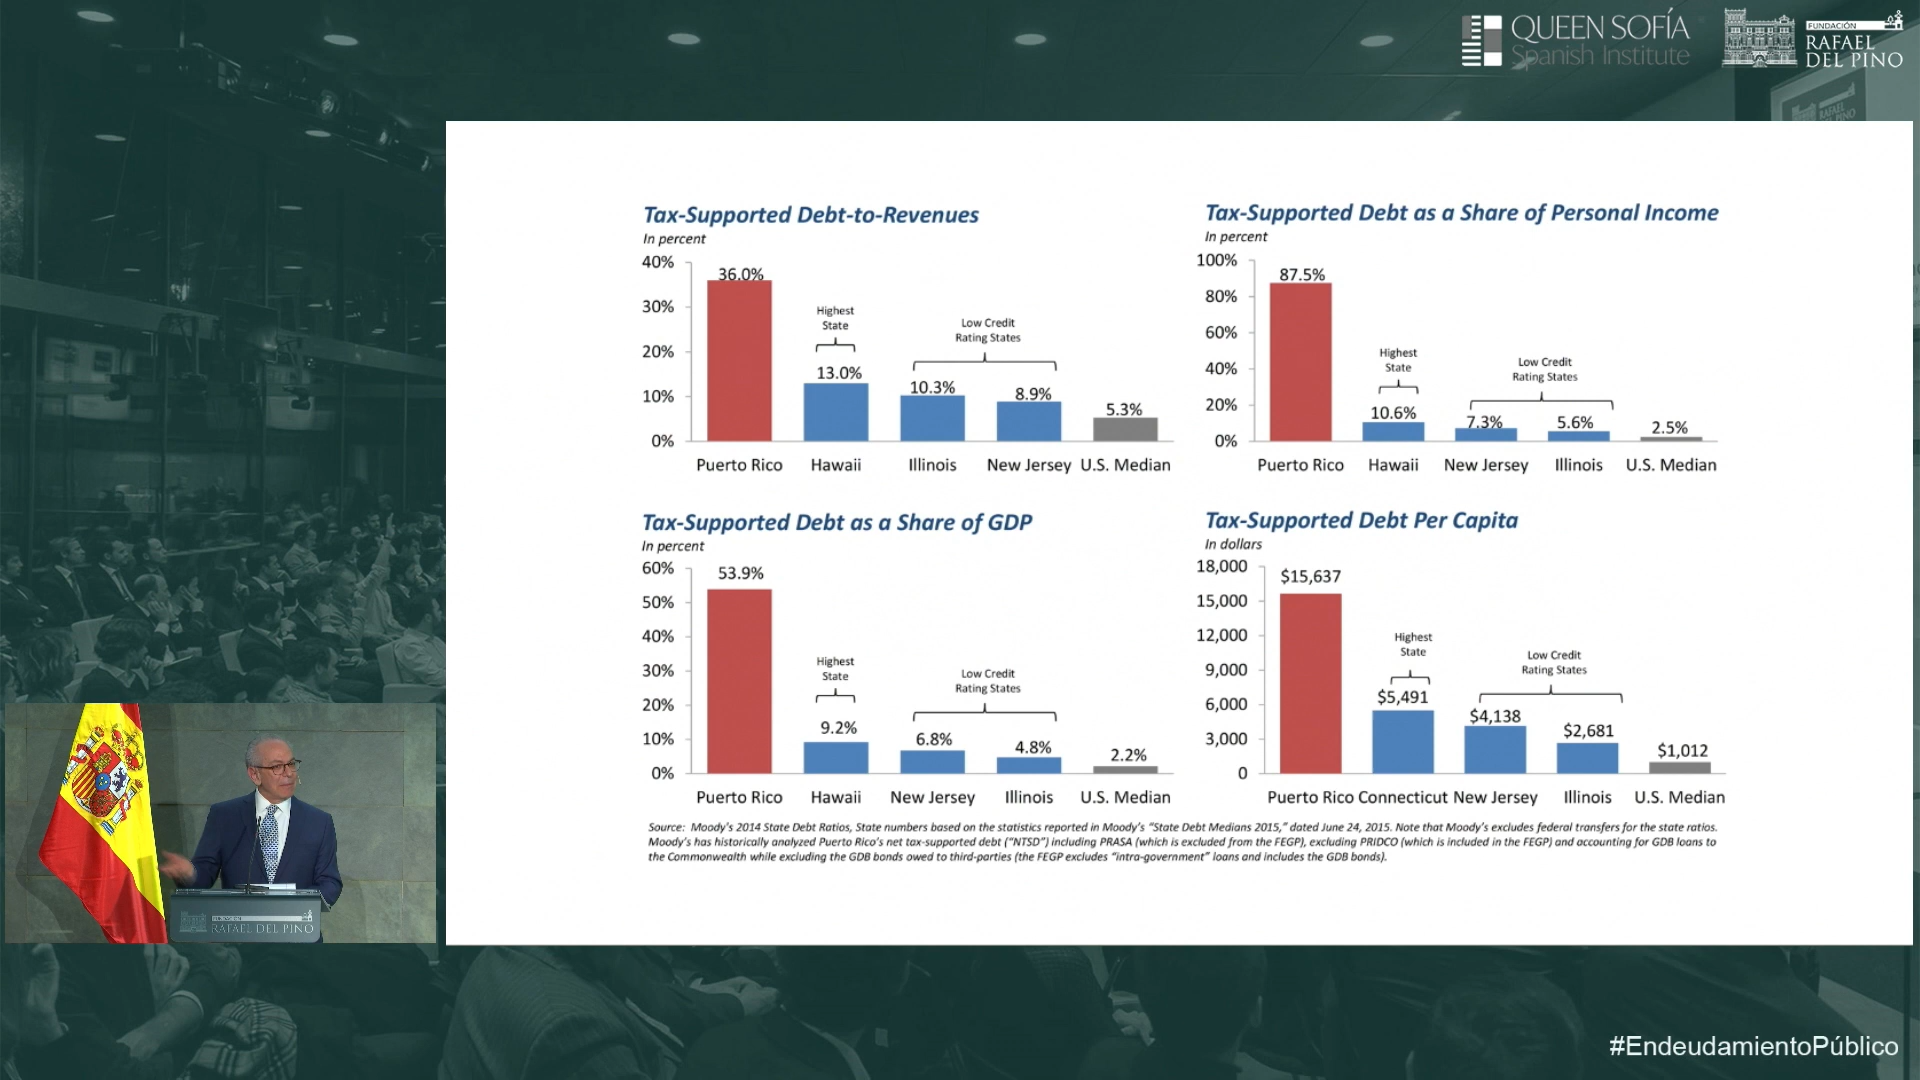 QUEEN SOFÍA
Spanish Institute
FUNDACIÓN
RAFAEL
DEL PINO
Tax-Supported Debt-to-Revenues
In percent
40%
30%
20%
10%
0%
36.0%
Highest
State
13.0%
Low Credit
Rating States
10.3%
8.9%
5.3%
Puerto Rico
Hawaii
Illinois
New Jersey
U.S. Median
Tax-Supported Debt as a Share of Personal Income
In percent
100%
80%
60%
40%
20%
0%
87.5%
Highest
State
10.6%
Low Credit
Rating States
7.3%
5.6%
2.5%
Puerto Rico
Hawaii
New Jersey
Illinois
U.S. Median
Tax-Supported Debt as a Share of GDP
In percent
60%
50%
40%
30%
20%
10%
0%
53.9%
Highest
State
9.2%
Low Credit
Rating States
6.8%
4.8%
2.2%
Puerto Rico
Hawaii
New Jersey
Illinois
U.S. Median
Tax-Supported Debt Per Capita
In dollars
18,000
15,000
12,000
9,000
6,000
3,000
0
$15,637
Highest
State
$5,491
Low Credit
Rating States
$4,138
$2,681
$1,012
Puerto Rico
Connecticut
New Jersey
Illinois
U.S. Median
Source: Moody's 2014 State Debt Ratios, State numbers based on the statistics reported in Moody's "State Debt Medians 2015," dated June 24, 2015. Note that Moody's excludes federal transfers for the state ratios.
Moody's has historically analyzed Puerto Rico's net tax-supported debt ("NTSD") including PRASA (which is excluded from the FEGP), excluding PRIDCO (which is included in the FEGP) and accounting for GDB loans to
the Commonwealth while excluding the GDB bonds owed to third-parties (the FEGP excludes "intra-government" loans and includes the GDB bonds).
FUNDACIÓN
RAFAEL DEL PINO
#EndeudamientoPúblico